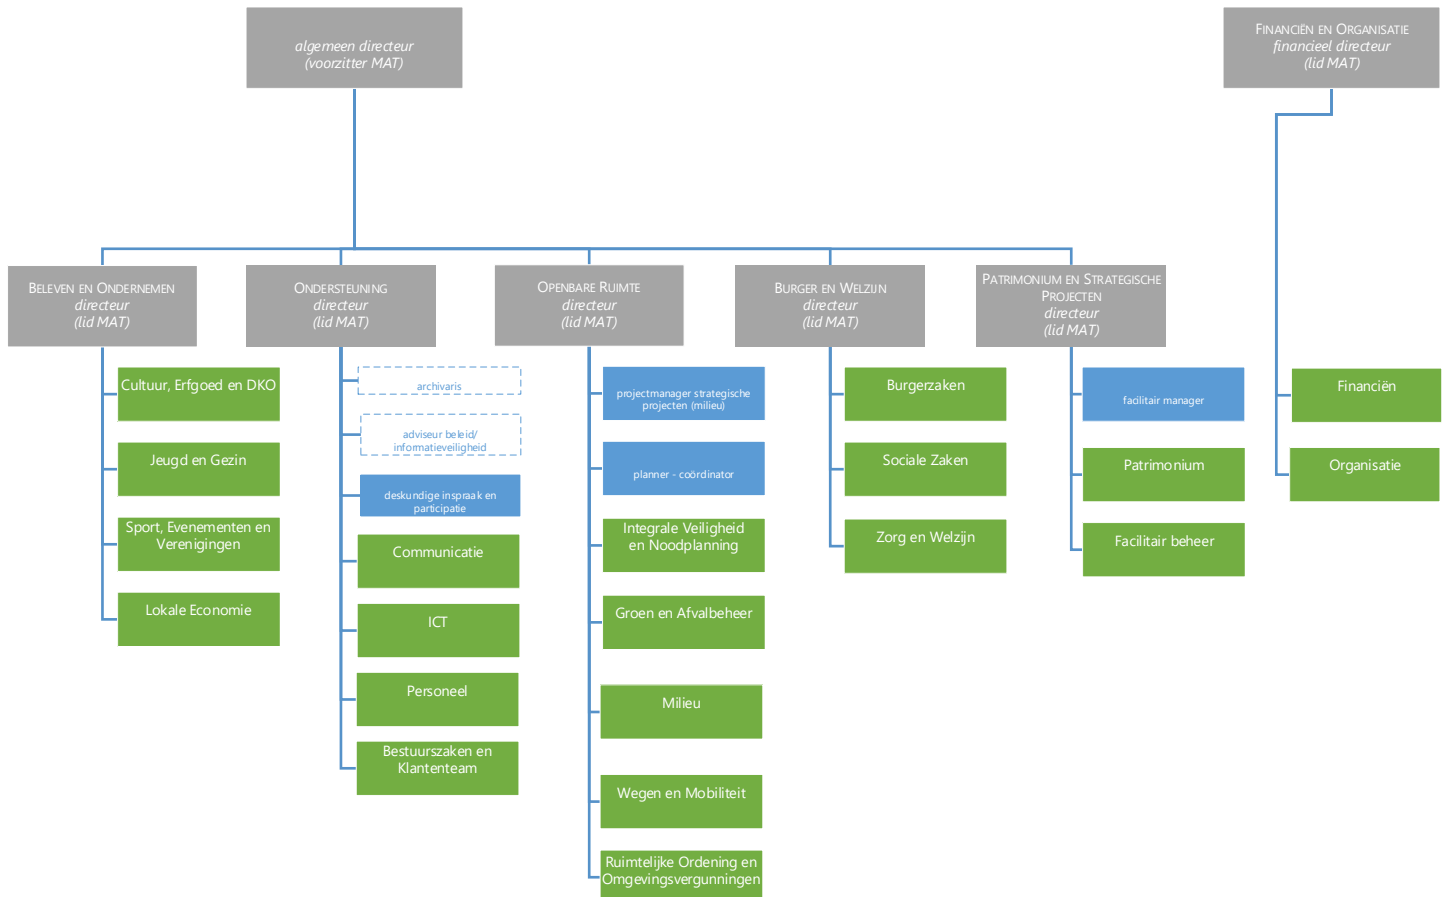 algemeen directeur
(voorzitter MAT)
FINANCIËN EN ORGANISATIE
financieel directeur
(lid MAT)
BELEVEN EN ONDERNEMEN
directeur
(lid MAT)
Cultuur, Erfgoed en DKO
Jeugd en Gezin
Sport, Evenementen en
Verenigingen
Lokale Economie
ONDERSTEUNING
directeur
(lid MAT)
archivaris
adviseur beleid/
informatieveiligheid
deskundige inspraak en
participatie
Communicatie
ICT
Personeel
Bestuurszaken en
Klantenteam
OPENBARE RUIMTE
directeur
(lid MAT)
projectmanager strategische
projecten (milieu)
planner - coördinator
Integrale Veiligheid
en Noodplanning
Groen en Afvalbeheer
Milieu
Wegen en Mobiliteit
Ruimtelijke Ordening en
Omgevingsvergunningen
BURGER EN WELZIJN
directeur
(lid MAT)
Burgerzaken
Sociale Zaken
Zorg en Welzijn
PATRIMONIUM EN STRATEGISCHE
PROJECTEN
directeur
(lid MAT)
facilitair manager
Patrimonium
Facilitair beheer
Financiën
Organisatie